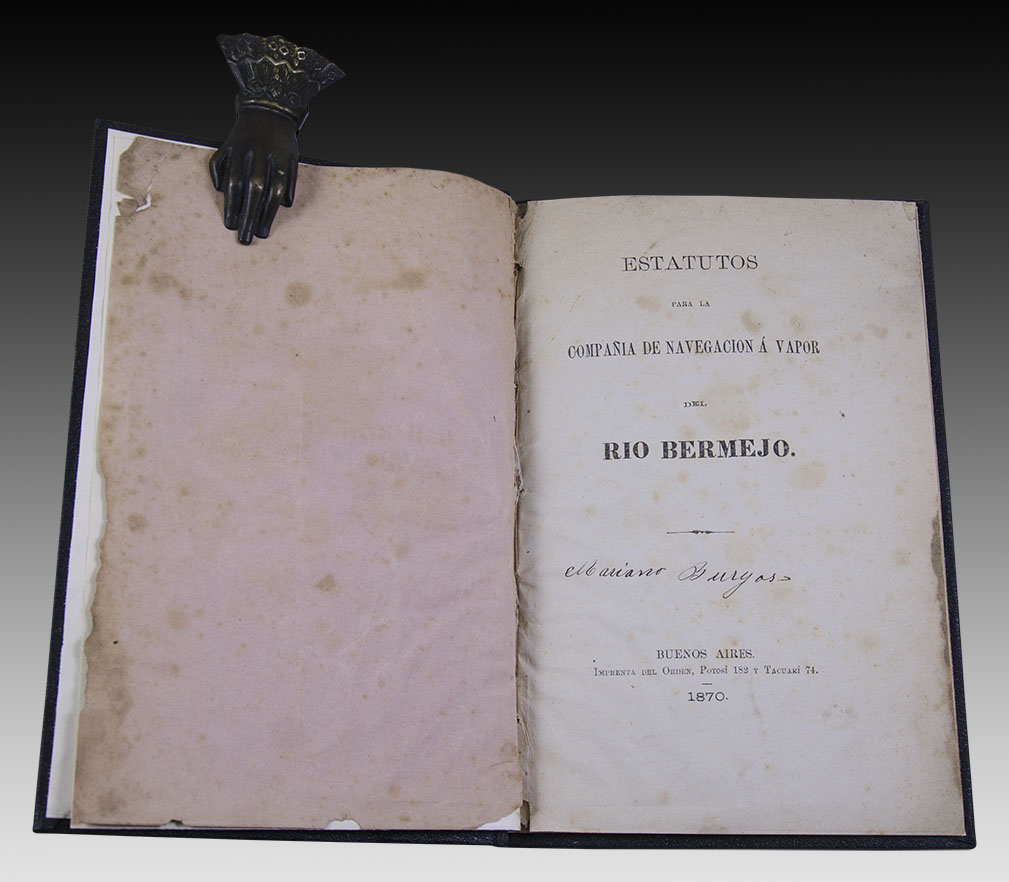 ESTATUTOS
PARA LA
COMPAÑIA DE NAVEGACION Á VAPOR
DEL
RIO BERMEJO.
Mariano Burgos
BUENOS AIRES.
IMPRENTA DEL ORDEN, POTOSÍ 182 Y TACUARÍ 74.
1870.